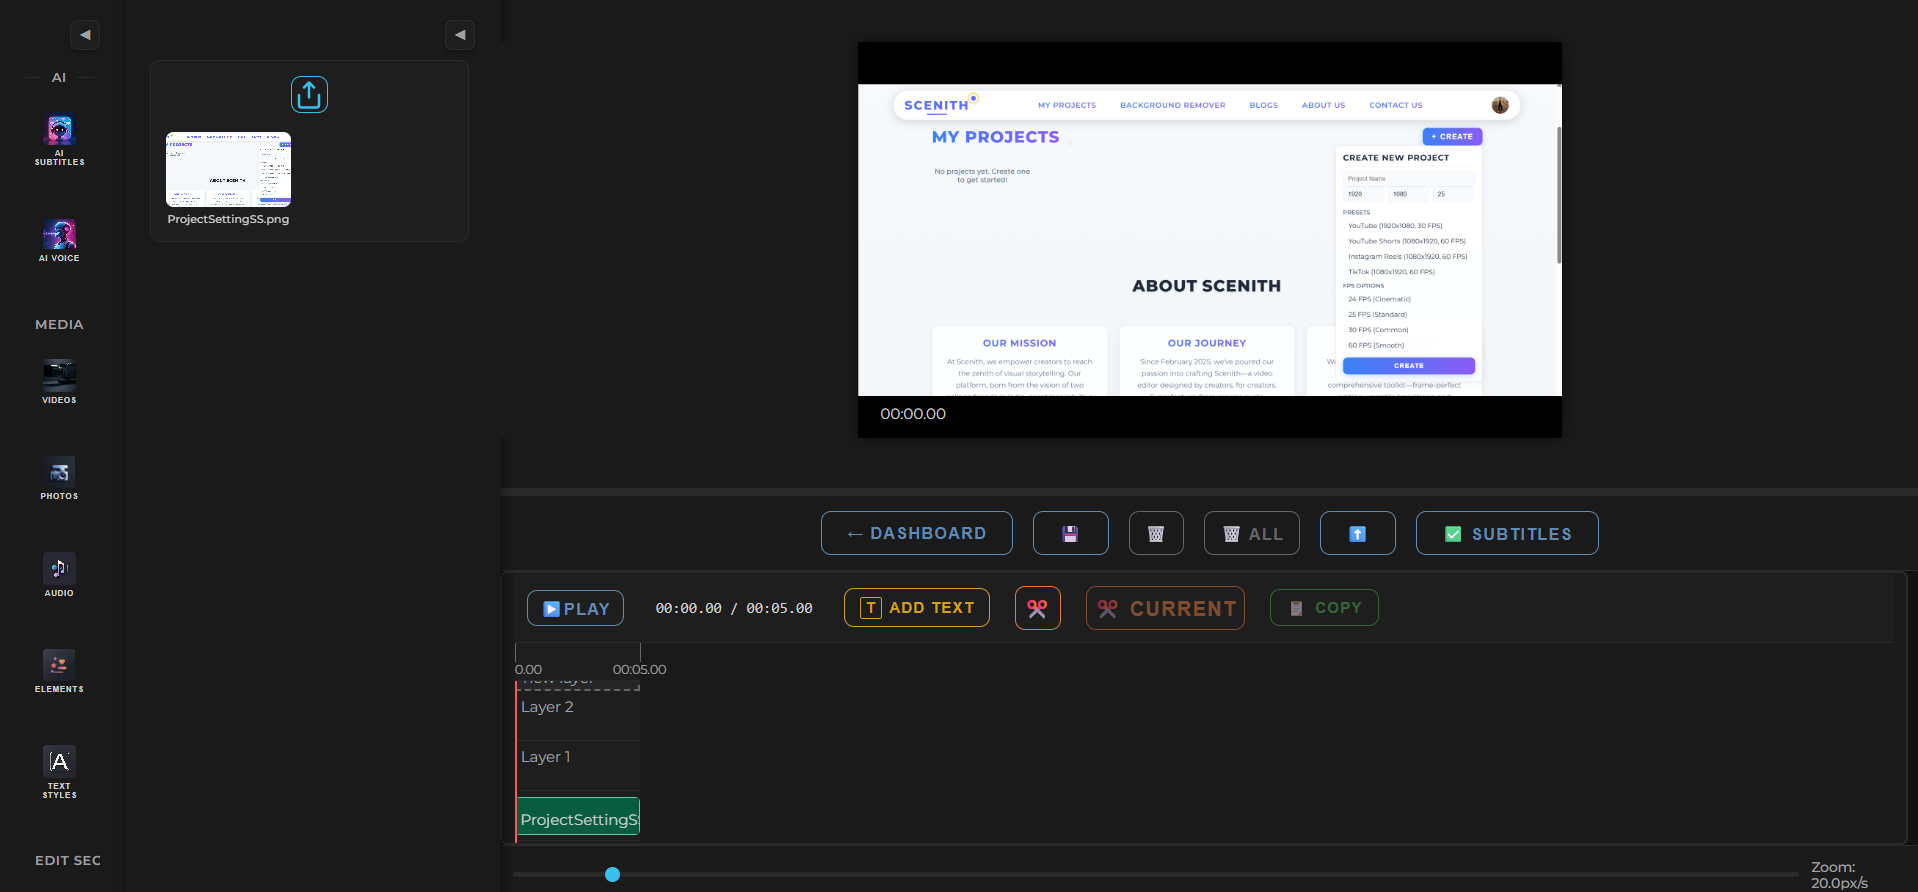 AI
AI
SUBTITLES
AI VOICE
MEDIA
VIDEOS
PHOTOS
AUDIO
ELEMENTS
A
TEXT
STYLES
EDIT SEC
ProjectSettingSS.png
SCENITH
MY PROJECTS
BACKGROUND REMOVER
BLOGS
ABOUT US
CONTACT US
MY PROJECTS
+ CREATE
No projects yet. Create one
to get started!
CREATE NEW PROJECT
Project Name
1920 1080 25
PRESETS
YouTube (1920x1080, 30 FPS)
YouTube Shorts (1080x1920, 60 FPS)
Instagram Reels (1080x1920, 60 FPS)
TikTok (1080x1920, 60 FPS)
FPS OPTIONS
24 FPS (Cinematic)
25 FPS (Standard)
30 FPS (Common)
60 FPS (Smooth)
CREATE
ABOUT SCENITH
OUR MISSION
At Scenith, we empower creators to reach
the zenith of visual storytelling. Our
platform, born from the vision of two
OUR JOURNEY
Since February 2025, we've poured our
passion into crafting Scenith—a video
editor designed by creators, for creators.
comprehensive toolkit—frame-perfect
00:00.00
← DASHBOARD
ALL
SUBTITLES
PLAY
00:00.00 / 00:05.00
T ADD TEXT
CURRENT
COPY
0.00
00:05.00
new layer
Layer 2
Layer 1
ProjectSettingS
Zoom:
20.0px/s